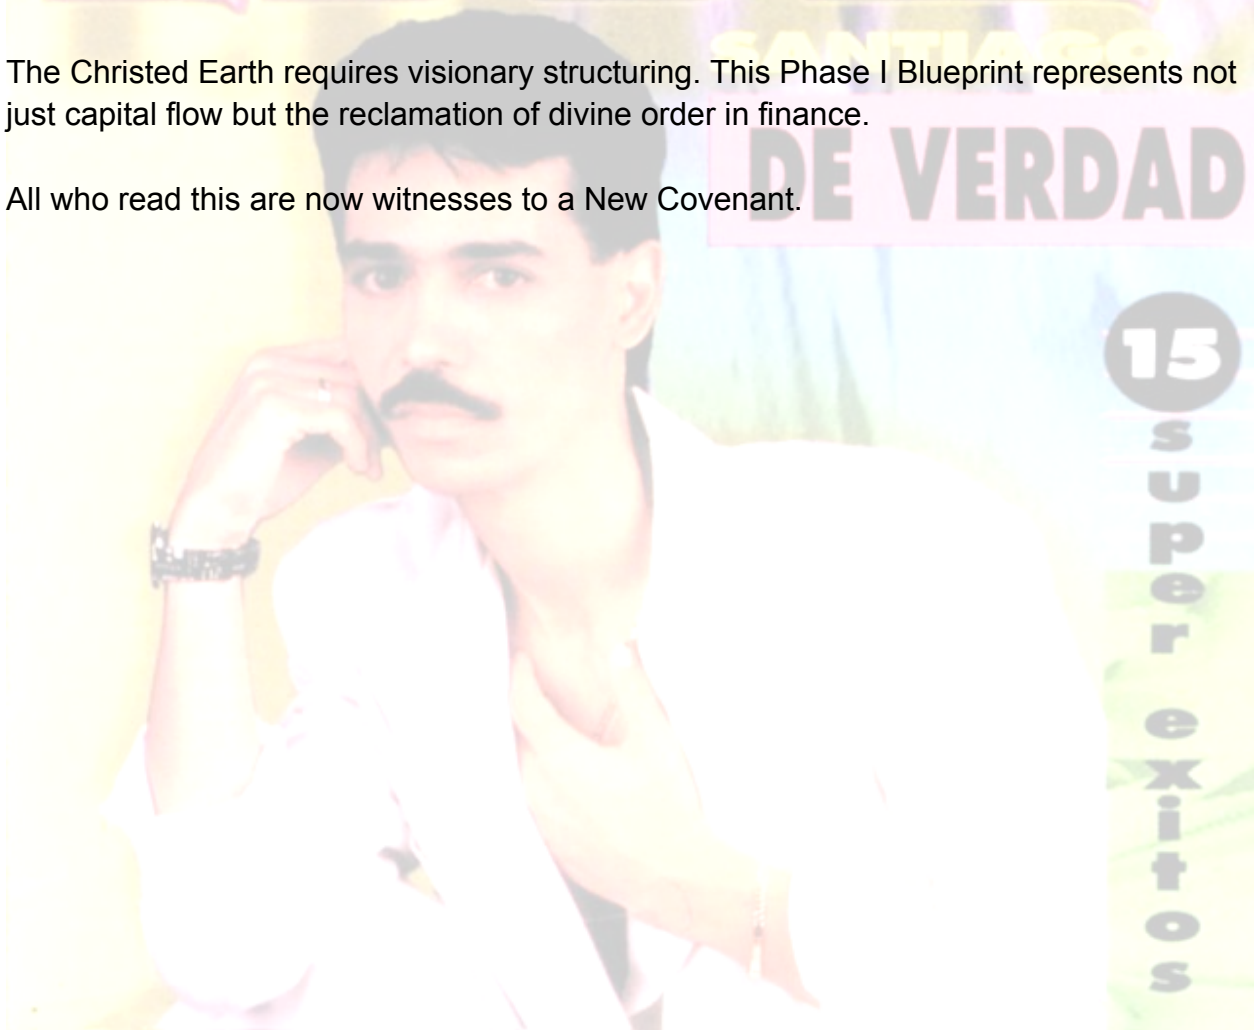 The Christed Earth requires visionary structuring. This Phase I Blueprint represents not
just capital flow but the reclamation of divine order in finance.
All who read this are now witnesses to a New Covenant.
SANTIAGO
DE VERDAD
15
super
exitos